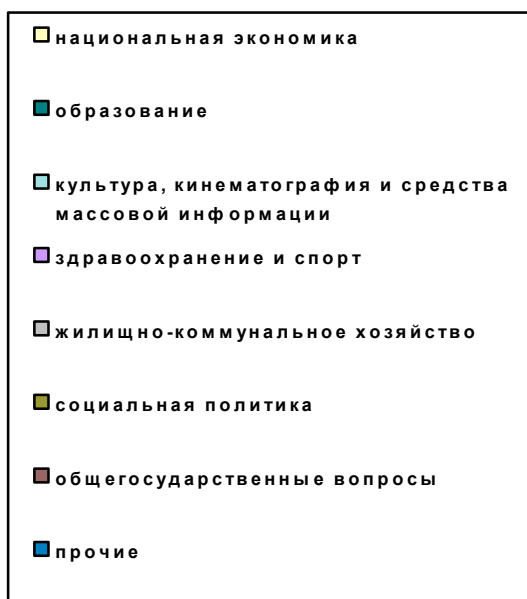 национальная экономика
образование
культура, кинематография и средства
массовой информации
здравоохранение и спорт
жилищно-коммунальное хозяйство
социальная политика
общегосударственные вопросы
прочие